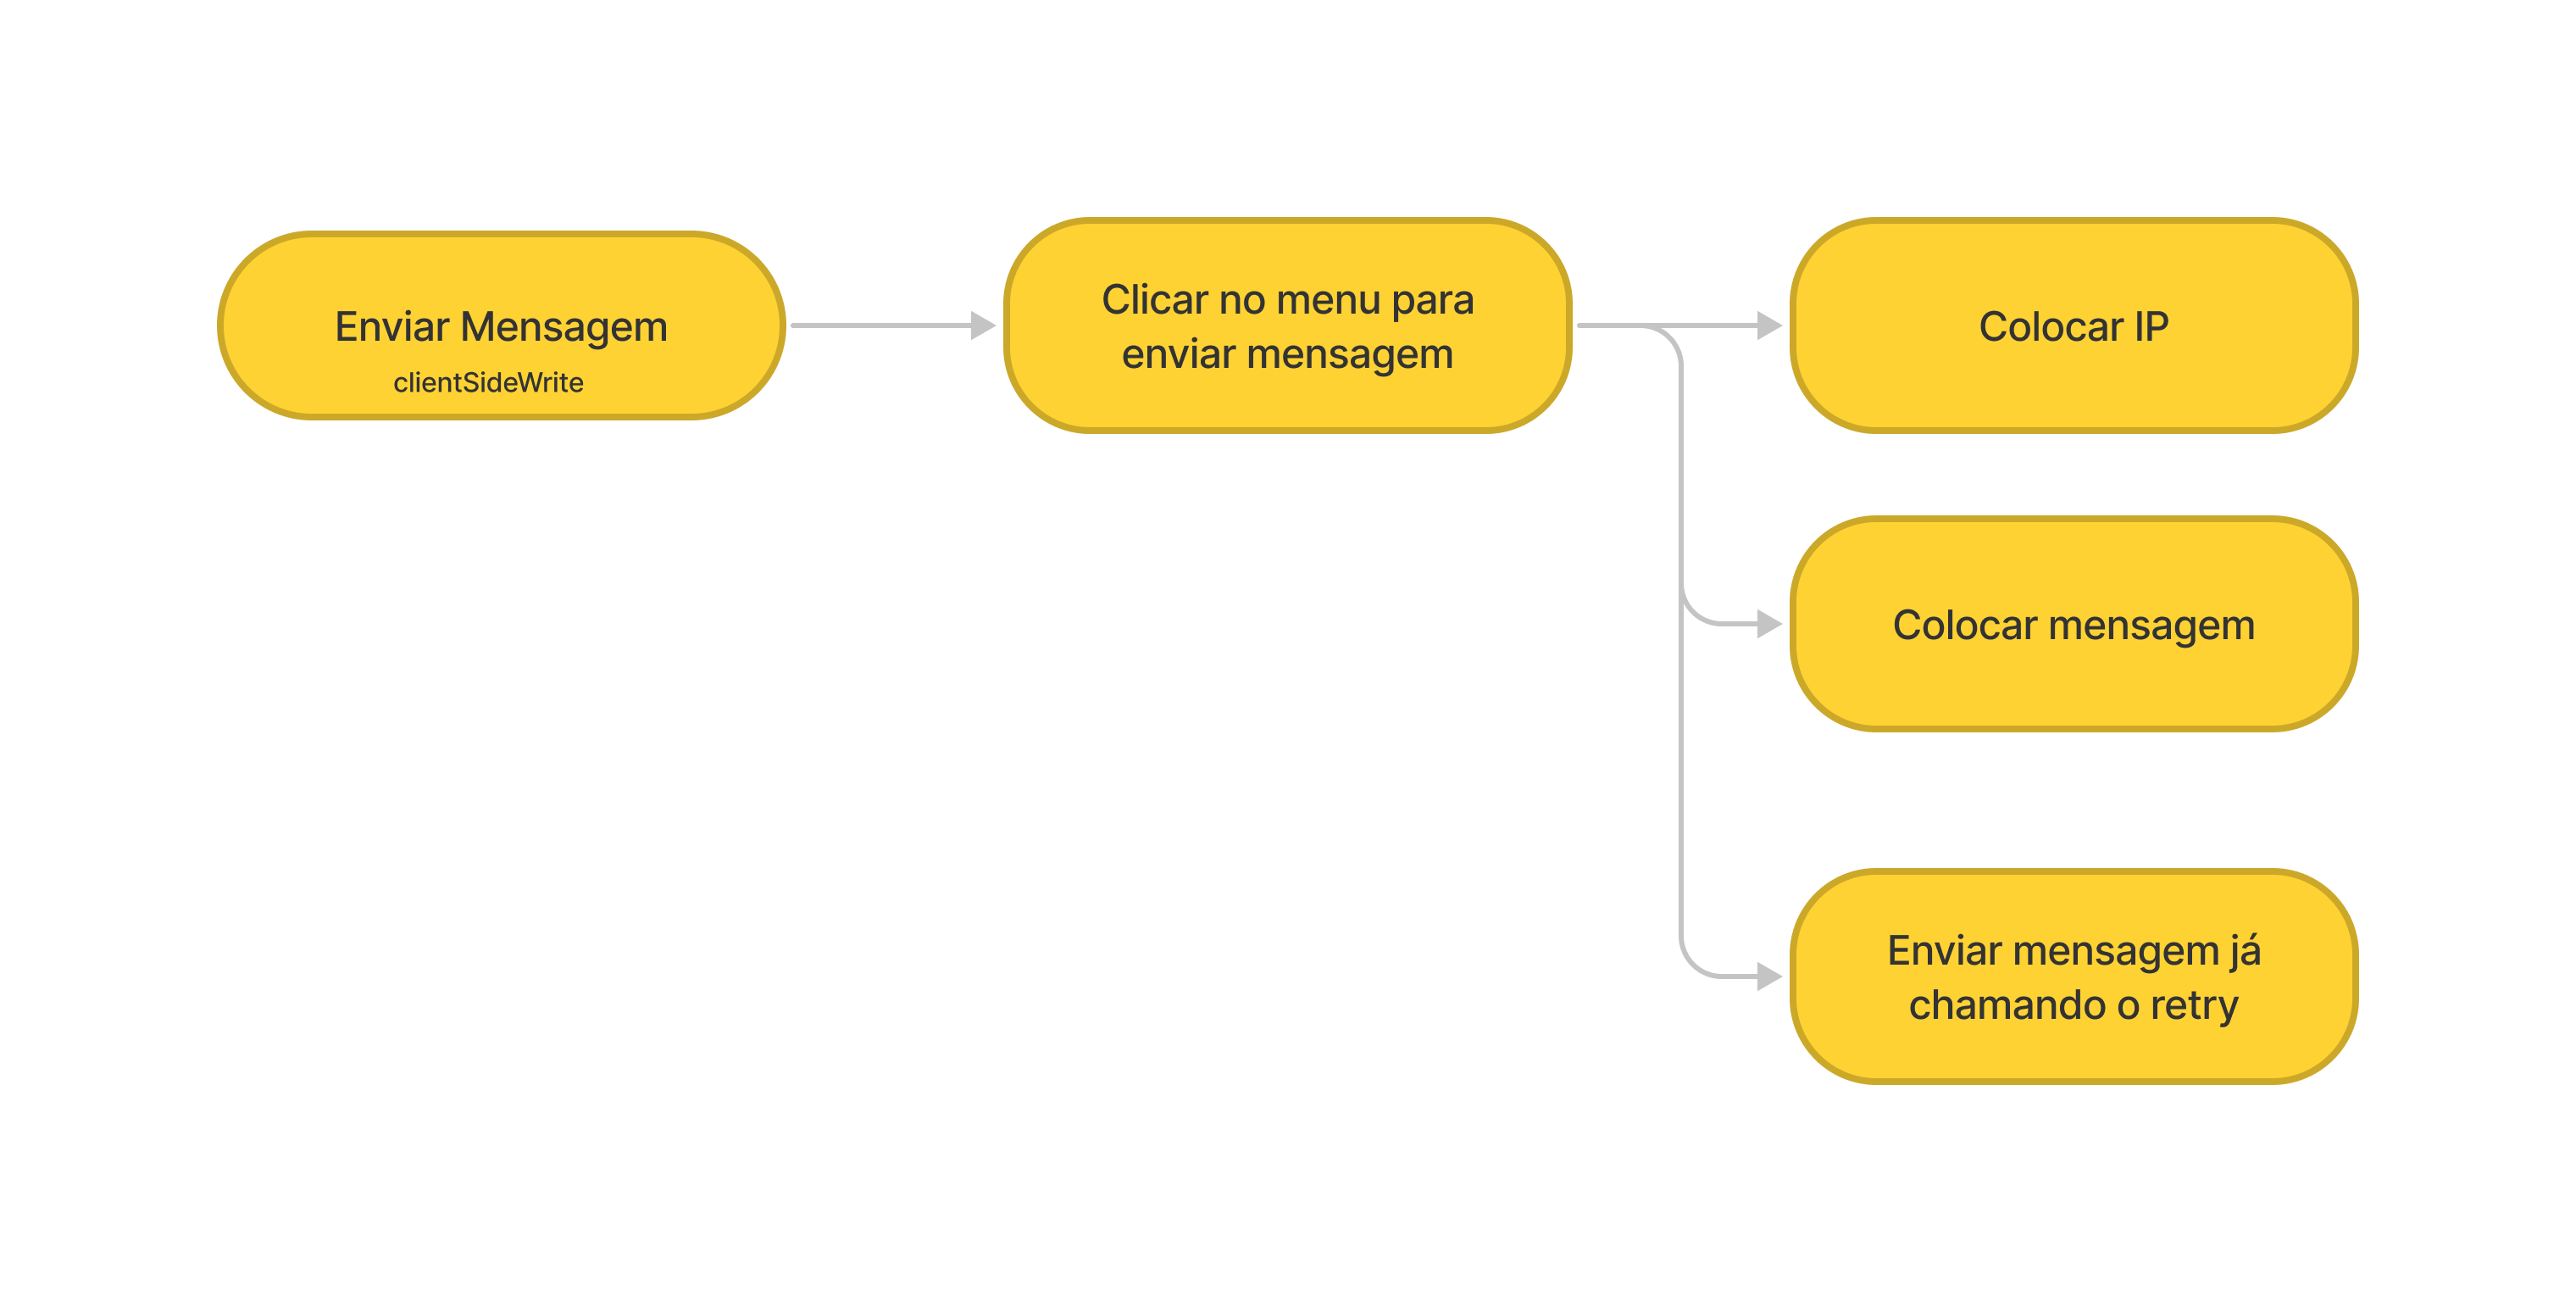 Enviar Mensagem
clientSideWrite
Clicar no menu para
enviar mensagem
Colocar IP
Colocar mensagem
Enviar mensagem já
chamando o retry